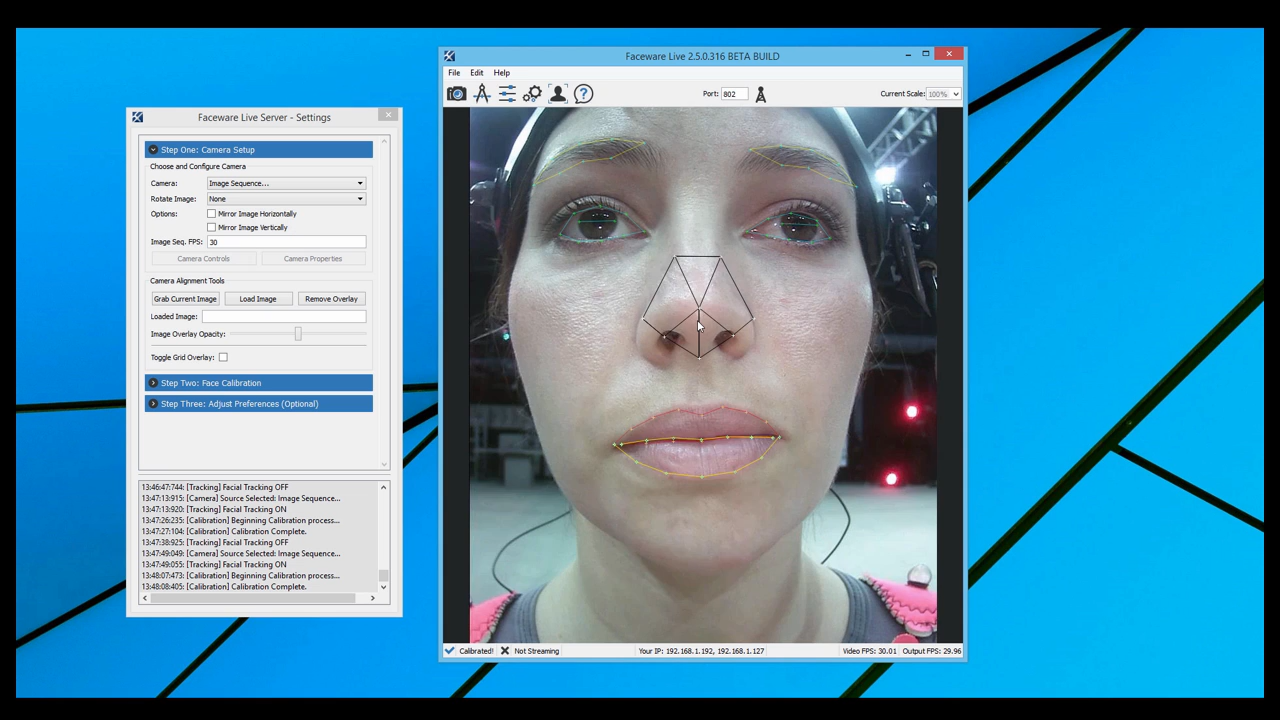 Faceware Live Server - Settings
Step One: Camera Setup
Choose and Configure Camera
Camera: Image Sequence...
Rotate Image: None
Options: Mirror Image Horizontally
Mirror Image Vertically
Image Seq. FPS: 30
Camera Controls Camera Properties
Camera Alignment Tools
Grab Current Image Load Image Remove Overlay
Loaded Image:
Image Overlay Opacity:
Toggle Grid Overlay:
Step Two: Face Calibration
Step Three: Adjust Preferences (Optional)
13:46:47:744: [Tracking] Facial Tracking OFF
13:47:13:915: [Camera] Source Selected: Image Sequence...
13:47:13:920: [Tracking] Facial Tracking ON
13:47:26:235: [Calibration] Beginning Calibration process...
13:47:27:104: [Calibration] Calibration Complete.
13:47:38:925: [Tracking] Facial Tracking OFF
13:47:49:049: [Camera] Source Selected: Image Sequence...
13:47:49:055: [Tracking] Facial Tracking ON
13:48:07:473: [Calibration] Beginning Calibration process...
13:48:08:405: [Calibration] Calibration Complete.
Faceware Live 2.5.0.316 BETA BUILD
File Edit Help
Port: 802 Current Scale: 100%
Calibrated! Not Streaming Your IP: 192.168.1.192, 192.168.1.127 Video FPS: 30.01 Output FPS: 29.96